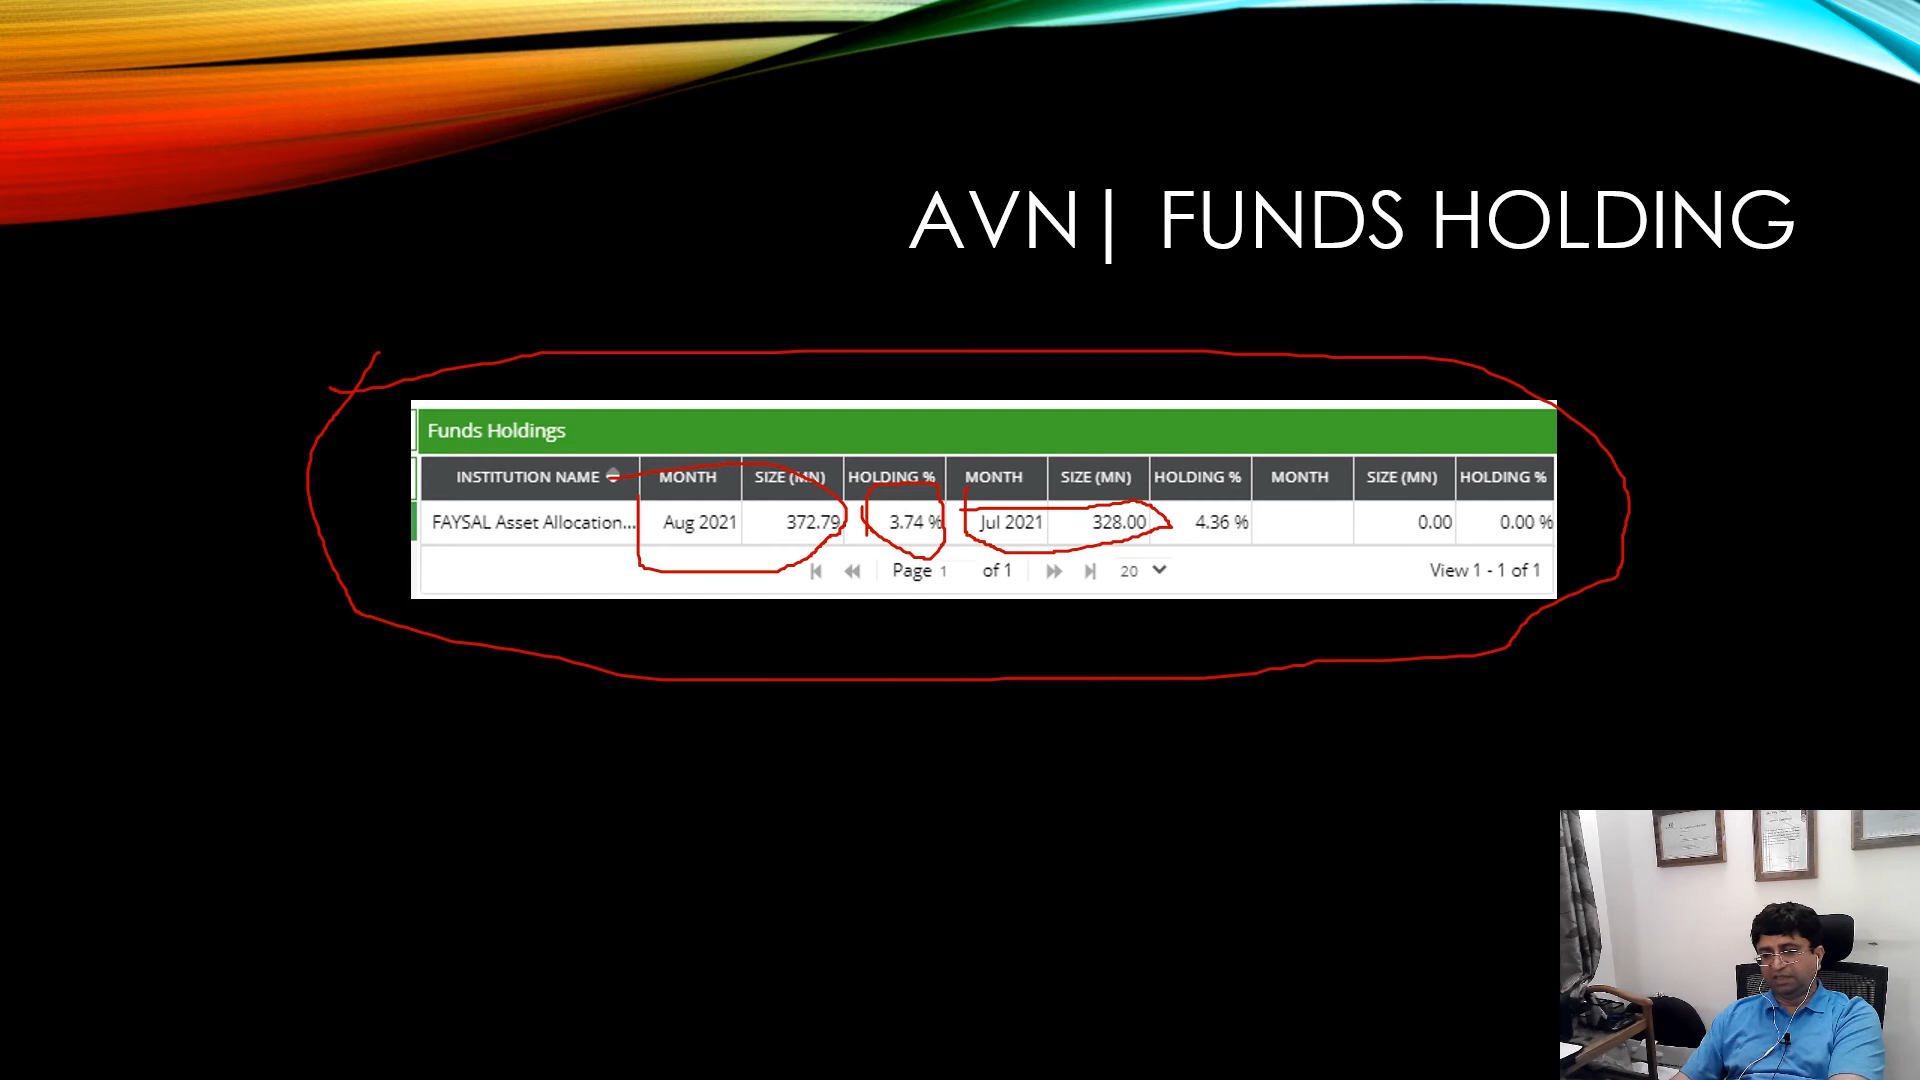 AVN| FUNDS HOLDING
Funds Holdings
INSTITUTION NAME MONTH SIZE (MN) HOLDING % MONTH SIZE (MN) HOLDING % MONTH SIZE (MN) HOLDING %
FAYSAL Asset Allocation... Aug 2021 372.79 3.74 % Jul 2021 328.00 4.36 % 0.00 0.00 %
Page 1 of 1 20 View 1 - 1 of 1